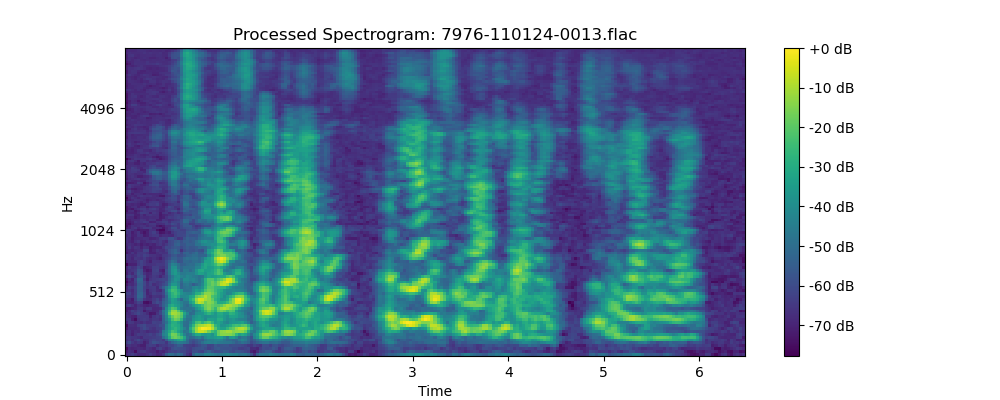 Processed Spectrogram: 7976-110124-0013.flac
Hz
4096
2048
1024
512
0
0 1 2 3 4 5 6
Time
+0 dB
-10 dB
-20 dB
-30 dB
-40 dB
-50 dB
-60 dB
-70 dB